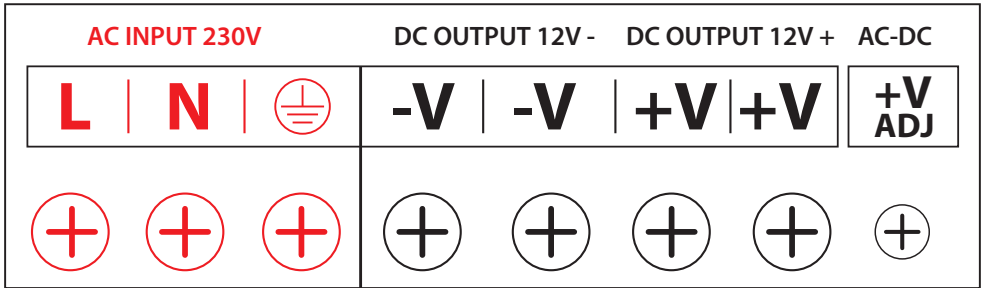 AC INPUT 230V DC OUTPUT 12V - DC OUTPUT 12V + AC-DC
L N -V -V +V +V +V ADJ